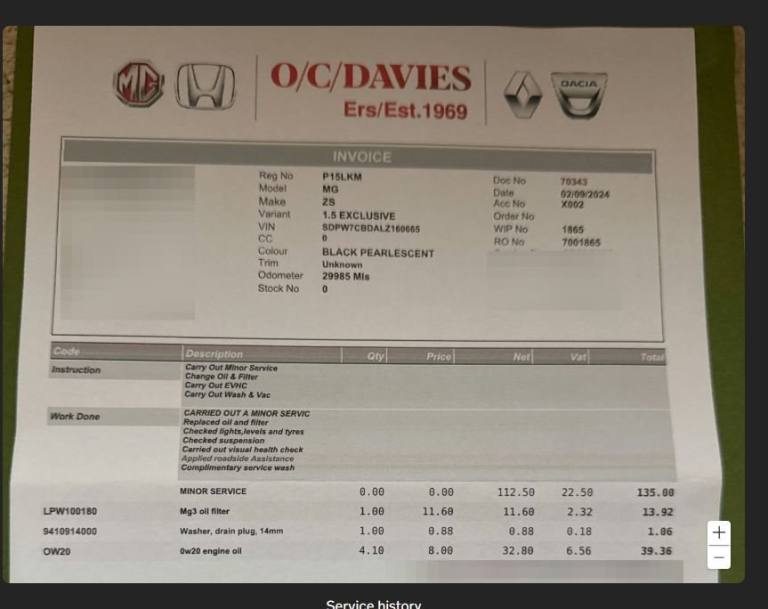 MG
O/C/DAVIES
Ers/Est.1969
DACIA
INVOICE
Reg No P15LKM
Model MG
Make ZS
Variant 1.5 EXCLUSIVE
VIN SDPW7CBDALZ160665
CC 0
Colour BLACK PEARLESCENT
Trim Unknown
Odometer 29985 Mls
Stock No 0
Doc No 70343
Date 02/09/2024
Acc No X002
Order No
WIP No 1865
RO No 7001865
Code Description Qty Price Net Vat Total
Instruction Carry Out Minor Service
Change Oil & Filter
Carry Out EVHC
Carry Out Wash & Vac
Work Done CARRIED OUT A MINOR SERVIC
Replaced oil and filter
Checked lights,levels and tyres
Checked suspension
Carried out visual health check
Applied roadside Assistance
Complimentary service wash
MINOR SERVICE 0.00 0.00 112.50 22.50 135.00
LPW100180 Mg3 oil filter 1.00 11.60 11.60 2.32 13.92
9410914000 Washer, drain plug, 14mm 1.00 0.88 0.88 0.18 1.06
OW20 0w20 engine oil 4.10 8.00 32.80 6.56 39.36
Service history